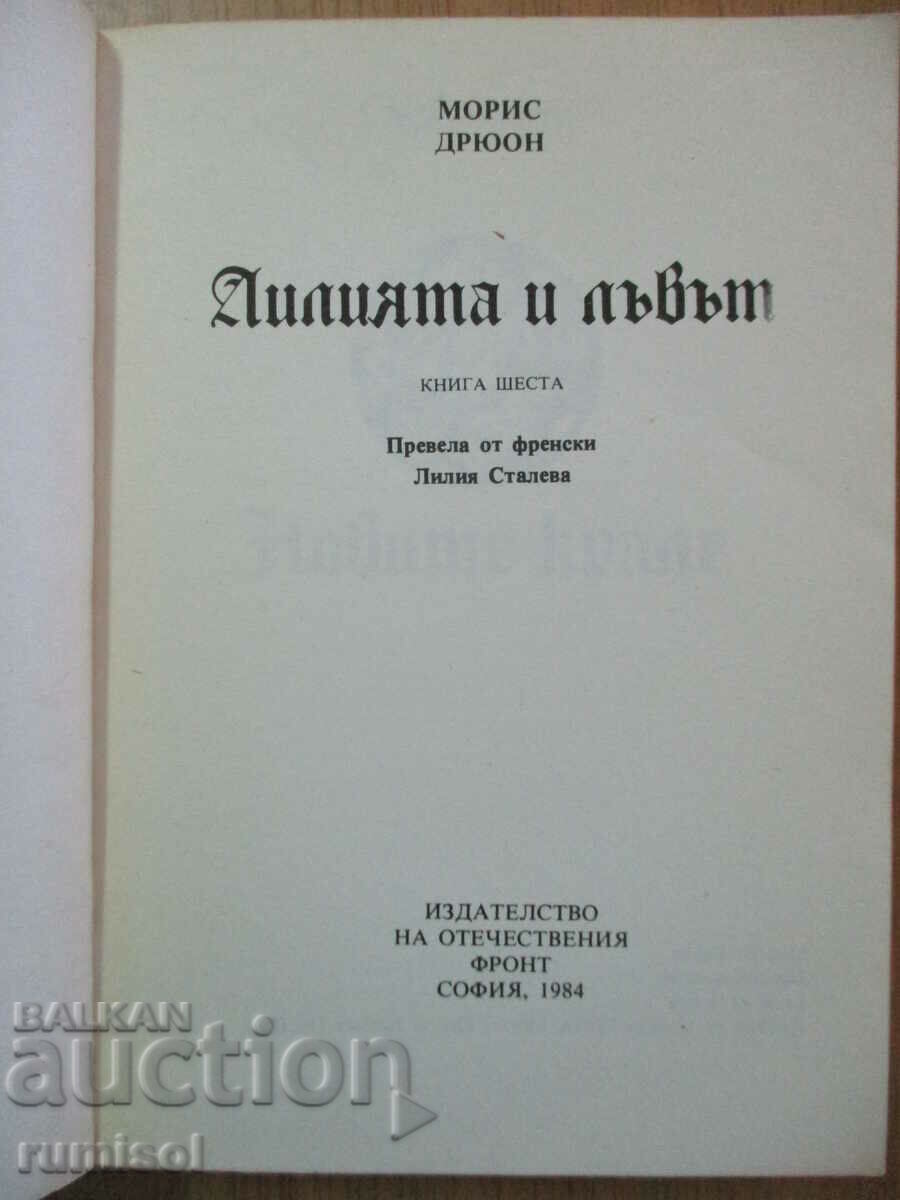 МОРИС
ДРЮОН
Лилията и лъвът
КНИГА ШЕСТА
Превела от френски
Лилия Сталева
ИЗДАТЕЛСТВО
НА ОТЕЧЕСТВЕНИЯ
ФРОНТ
СОФИЯ, 1984
BALKAN
auction
rumisol